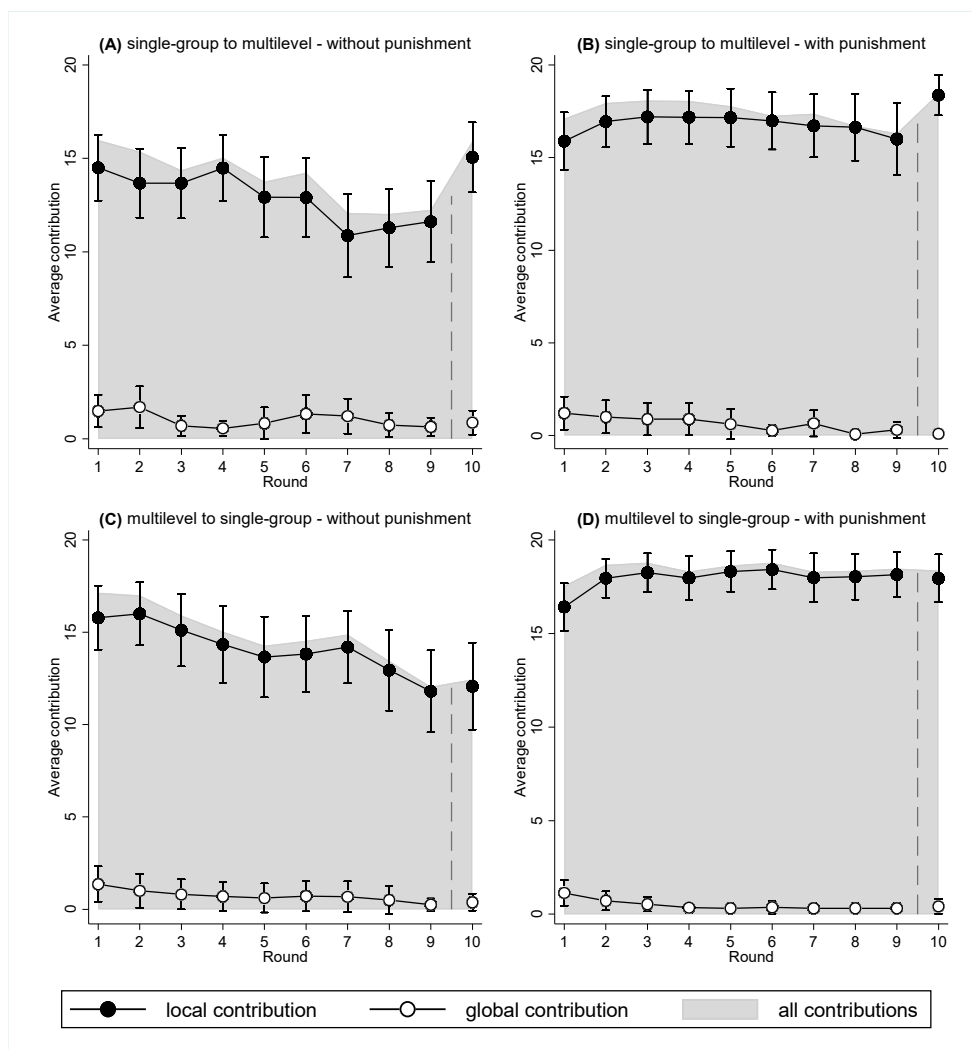 (A) single-group to multilevel - without punishment
20
15
10
5
0
Average contribution
1 2 3 4 5 6 7 8 9 10
Round
(B) single-group to multilevel - with punishment
20
15
10
5
0
Average contribution
1 2 3 4 5 6 7 8 9 10
Round
(C) multilevel to single-group - without punishment
20
15
10
5
0
Average contribution
1 2 3 4 5 6 7 8 9 10
Round
(D) multilevel to single-group - with punishment
20
15
10
5
0
Average contribution
1 2 3 4 5 6 7 8 9 10
Round
local contribution global contribution all contributions